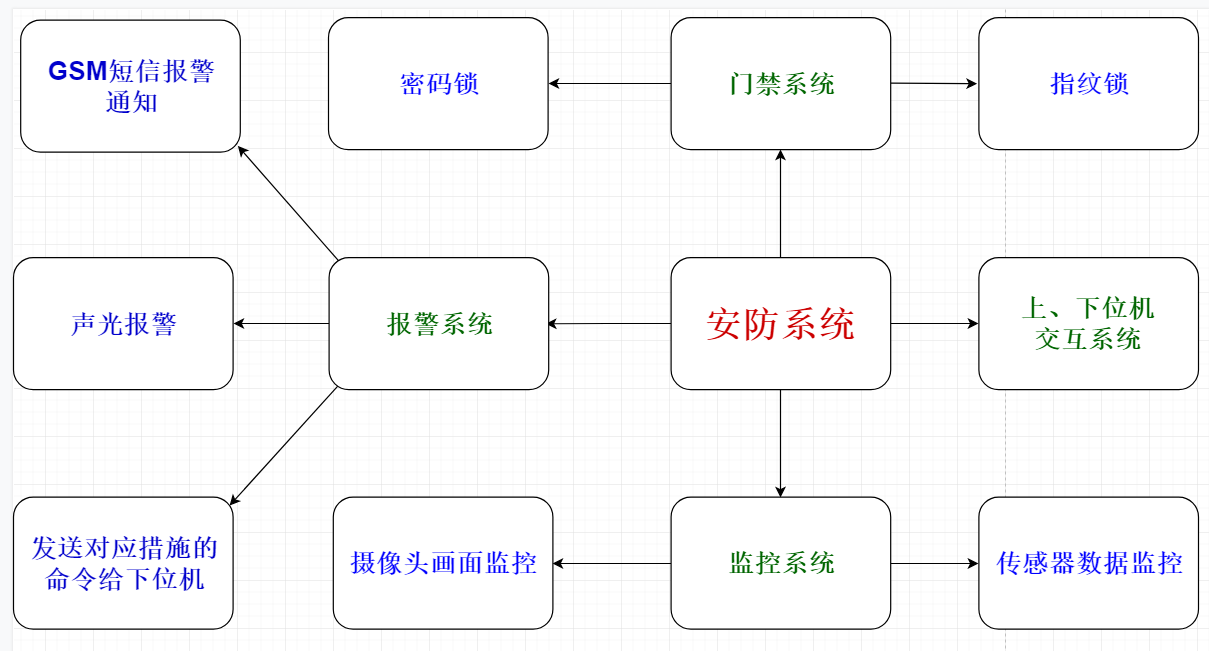 GSM短信报警
通知
密码锁
门禁系统
指纹锁
声光报警
报警系统
安防系统
上、下位机
交互系统
发送对应措施的
命令给下位机
摄像头画面监控
监控系统
传感器数据监控